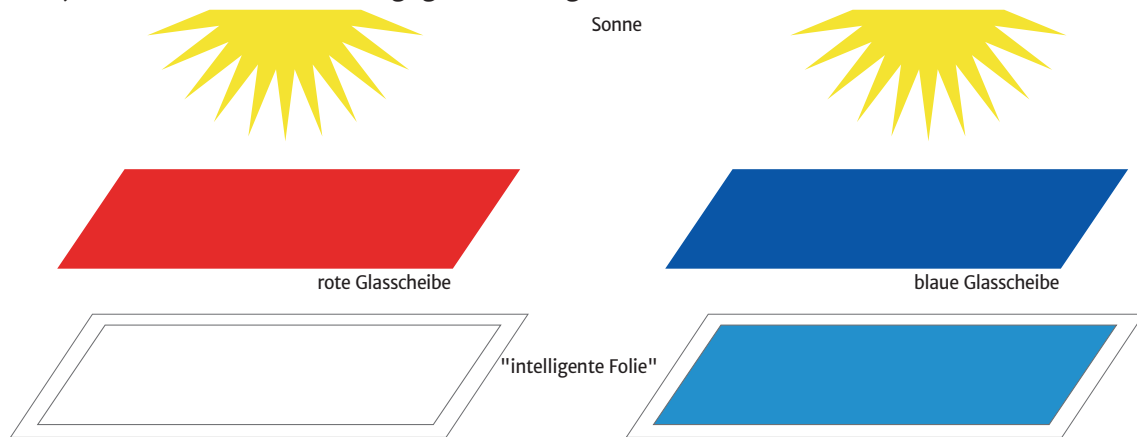 Sonne
rote Glasscheibe
blaue Glasscheibe
"intelligente Folie"